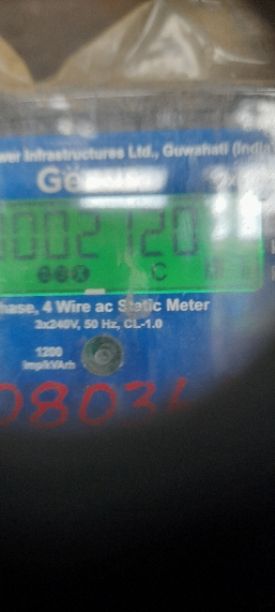 wer Infrastructures Ltd., Guwahati (India
Ge
0002120
C
hase, 4 Wire ac Static Meter
3x240V, 50 Hz, CL-1.0
1200
Imp/kVArh
0803